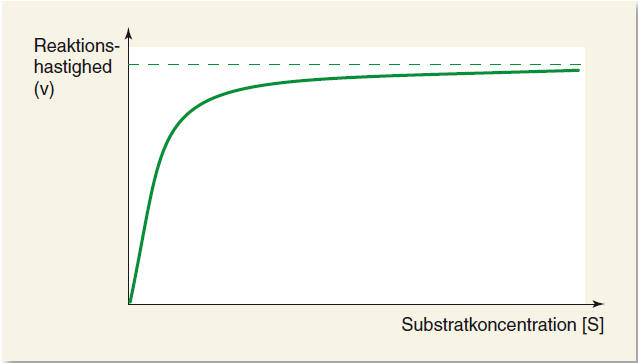 Reaktions-
hastighed
(v)
Substratkoncentration [S]